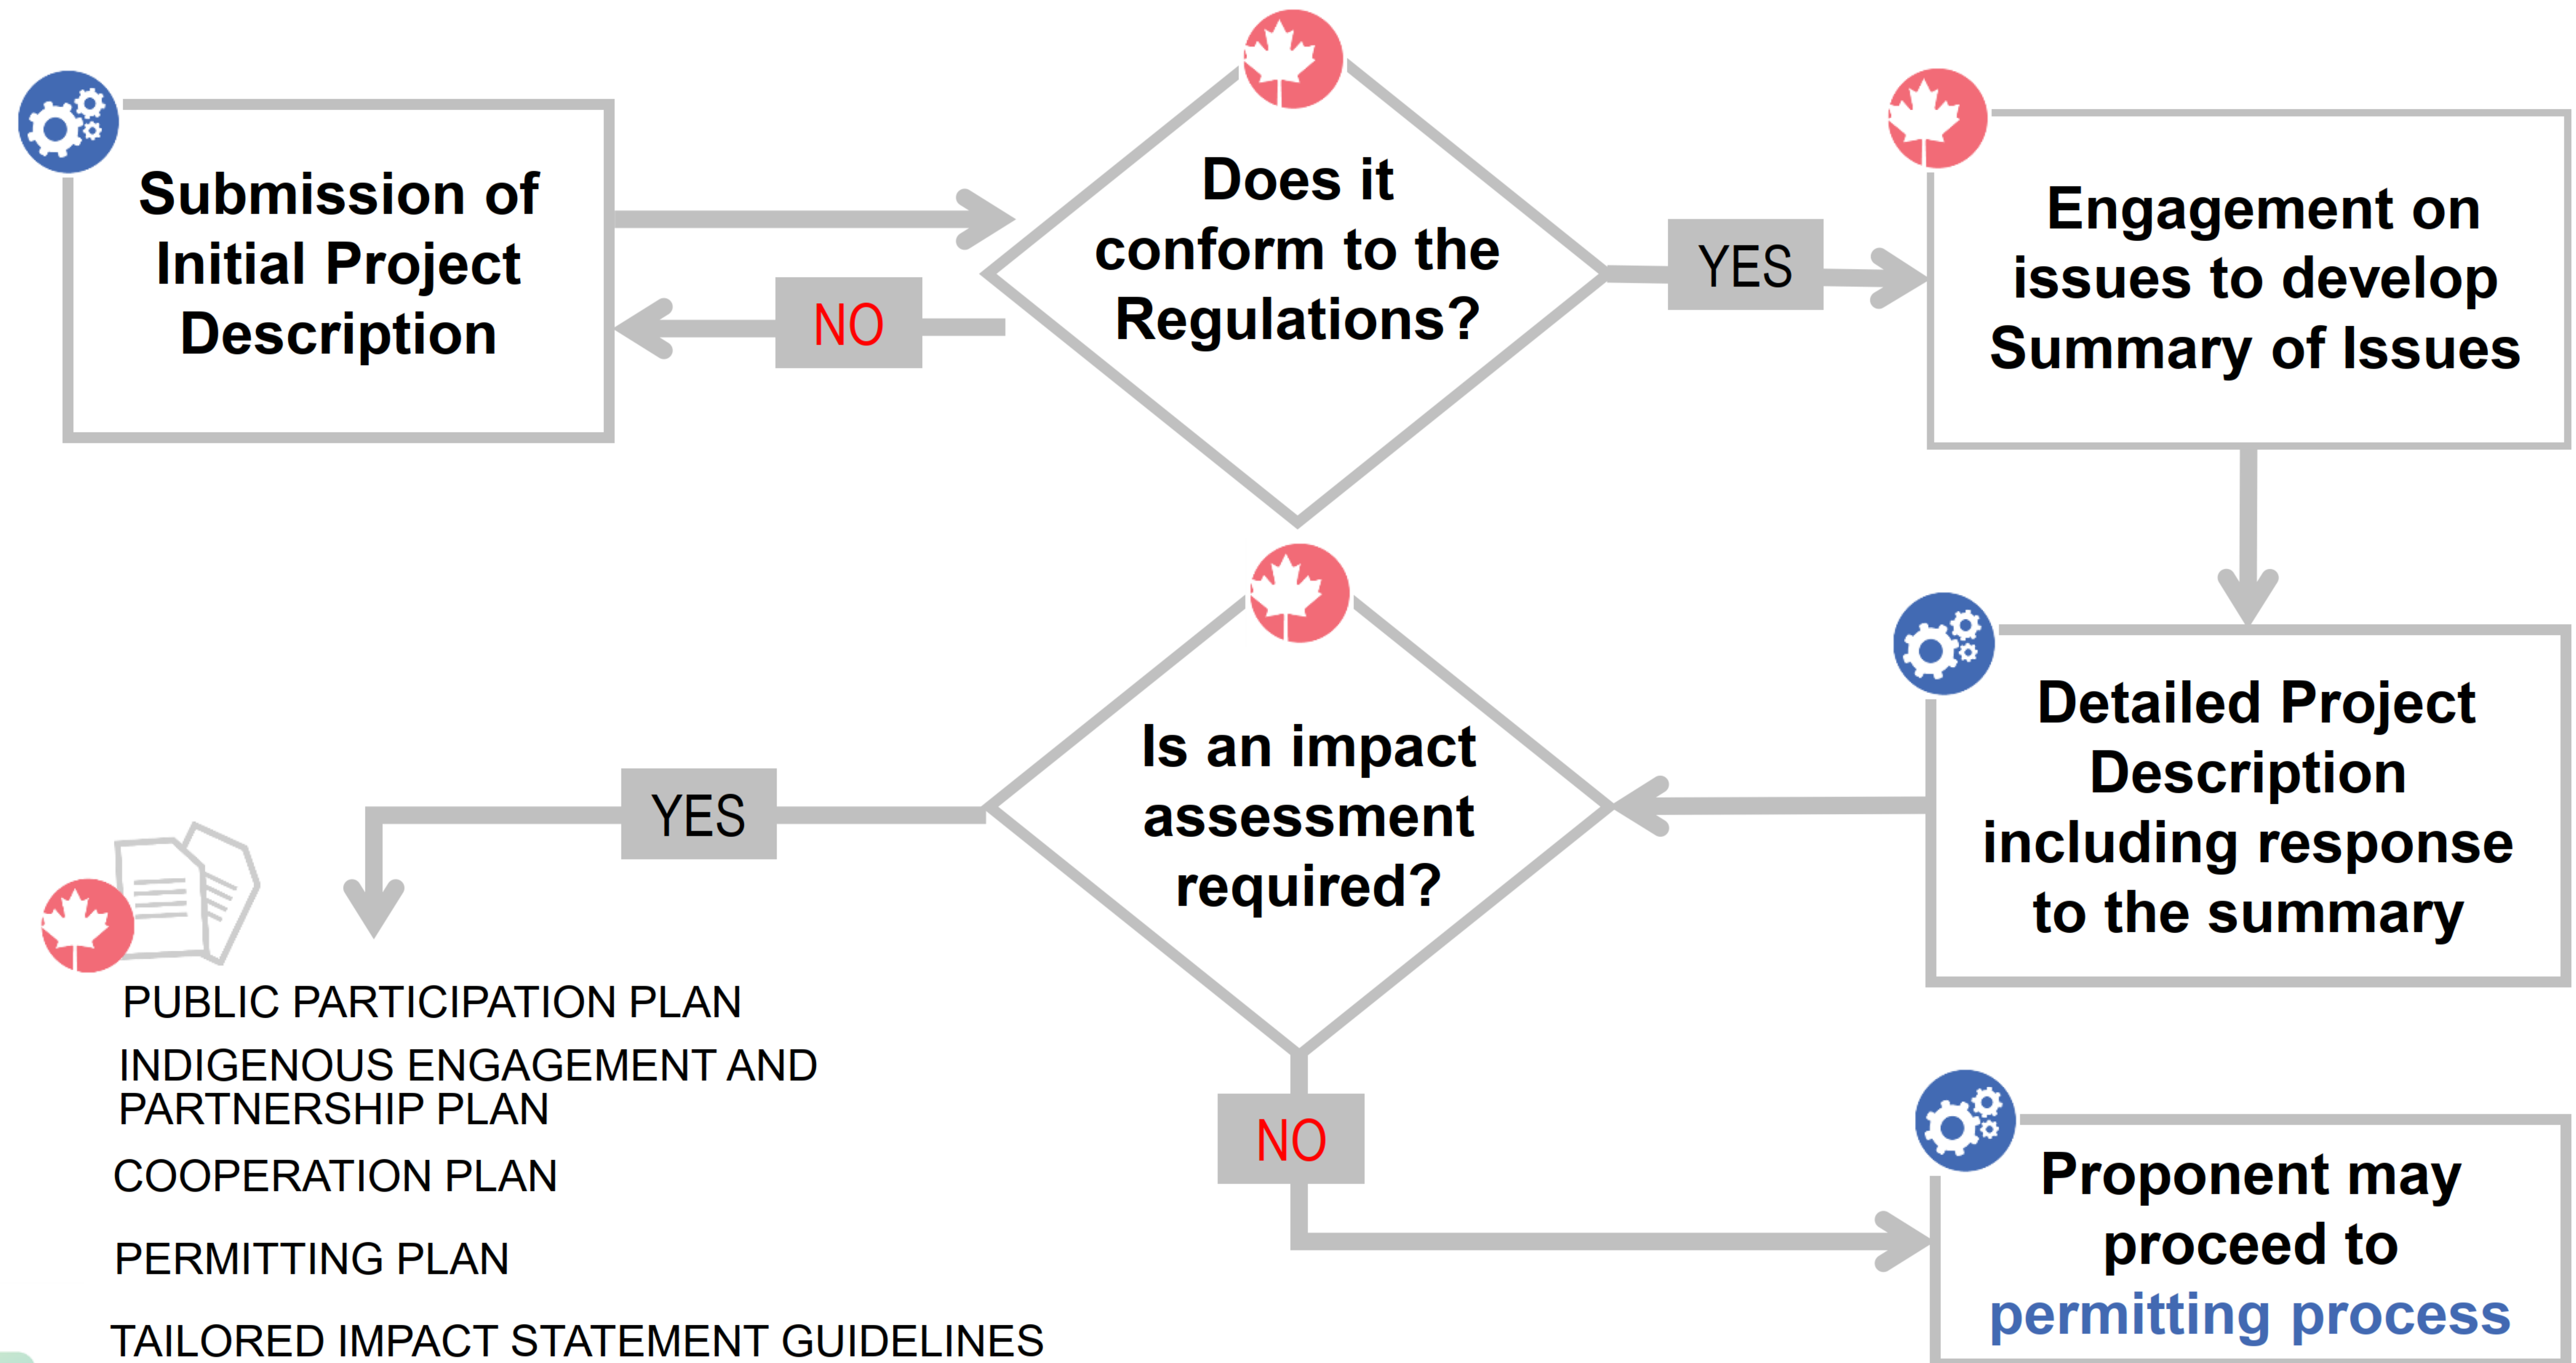 Submission of
Initial Project
Description
Does it
conform to the
Regulations?
NO
YES
Engagement on
issues to develop
Summary of Issues
Detailed Project
Description
including response
to the summary
Is an impact
assessment
required?
YES
NO
PUBLIC PARTICIPATION PLAN
INDIGENOUS ENGAGEMENT AND
PARTNERSHIP PLAN
COOPERATION PLAN
PERMITTING PLAN
TAILORED IMPACT STATEMENT GUIDELINES
Proponent may
proceed to
permitting process